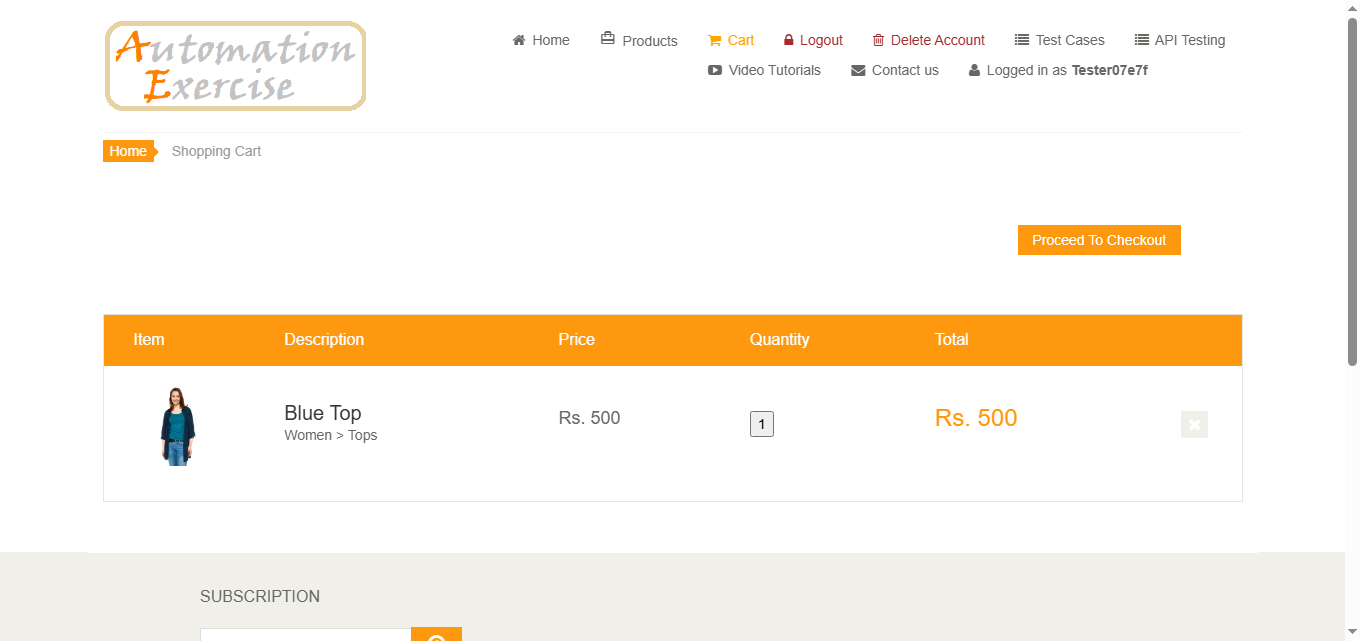 Automation
Exercise
Home Products Cart Logout Delete Account Test Cases API Testing
Video Tutorials Contact us Logged in as Tester07e7f
Home Shopping Cart
Proceed To Checkout
Item Description Price Quantity Total
Blue Top Rs. 500 1 Rs. 500
Women > Tops
SUBSCRIPTION